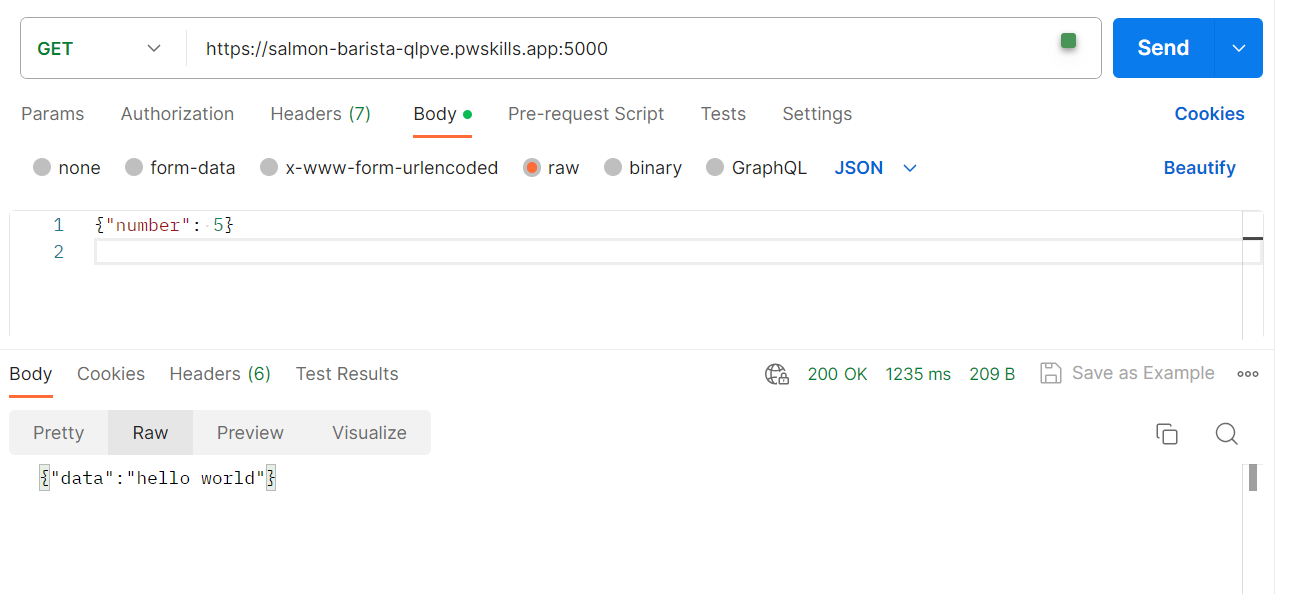 GET https://salmon-barista-qlpve.pwskills.app:5000 Send
Params Authorization Headers (7) Body Pre-request Script Tests Settings Cookies
none form-data x-www-form-urlencoded raw binary GraphQL JSON Beautify
1 {"number": 5}
2
Body Cookies Headers (6) Test Results 200 OK 1235 ms 209 B Save as Example
Pretty Raw Preview Visualize
{"data":"hello world"}